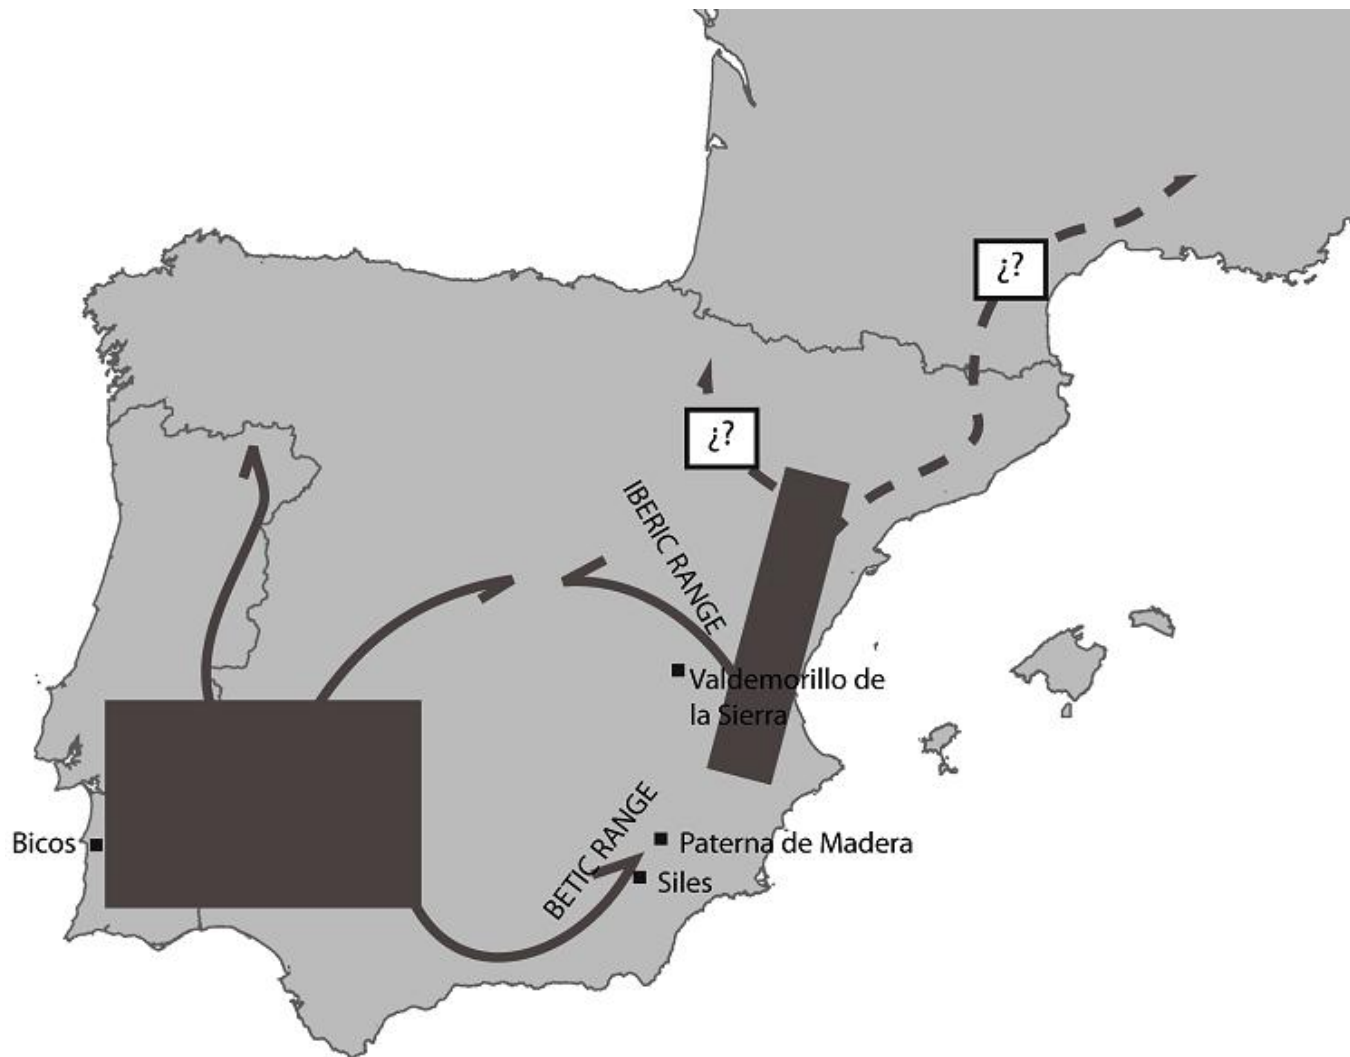 ¿?
¿?
IBERIC RANGE
Valdemorillo de
la Sierra
BETIC RANGE
Bicos
Paterna de Madera
Siles